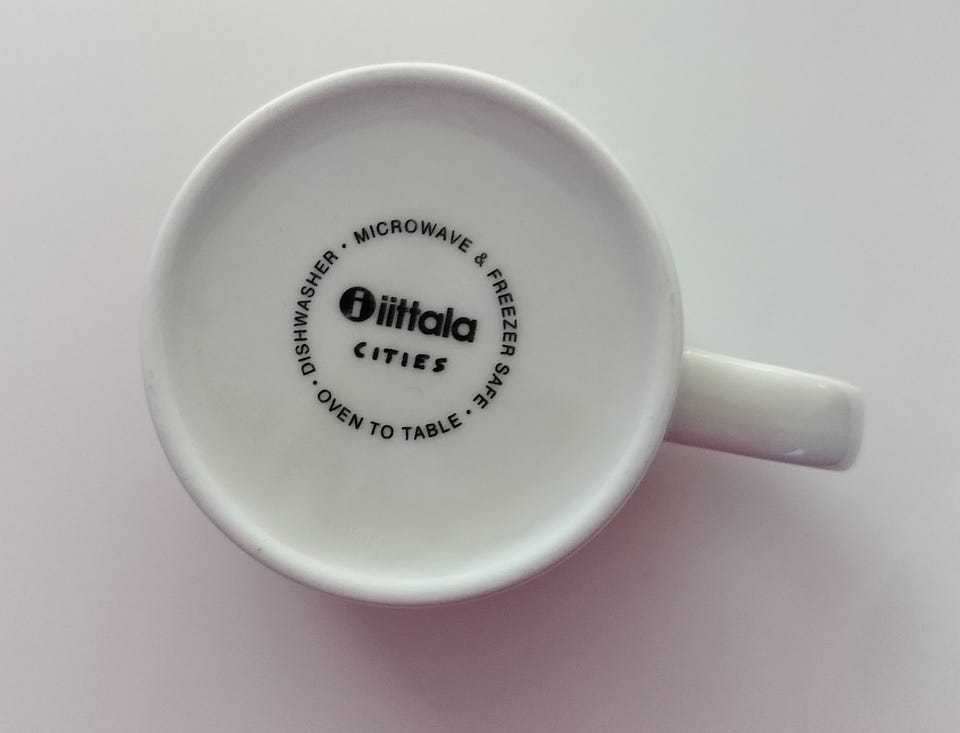 iittala
CITIES
DISHWASHER · MICROWAVE & FREEZER SAFE · OVEN TO TABLE ·